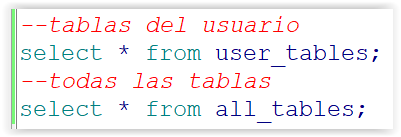 --tablas del usuario
select * from user_tables;
--todas las tablas
select * from all_tables;